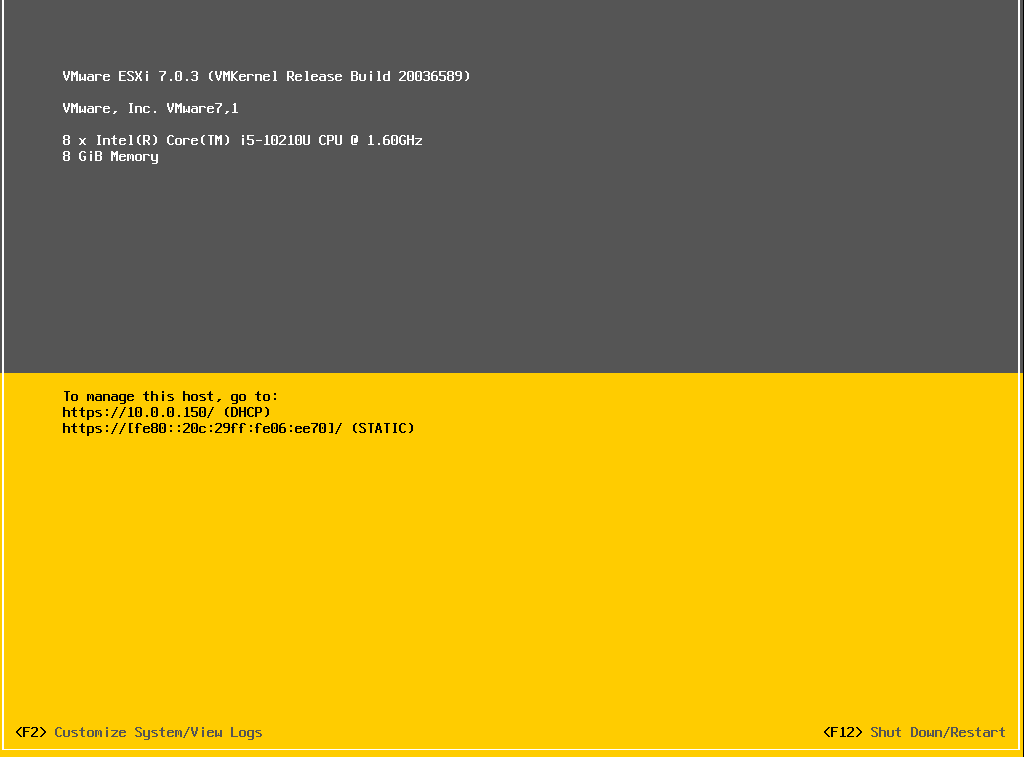 VMware ESXi 7.0.3 (VMKernel Release Build 20036589)
VMware, Inc. VMware7,1
8 x Intel(R) Core(TM) i5-10210U CPU @ 1.60GHz
8 GiB Memory
To manage this host, go to:
https://10.0.0.150/ (DHCP)
https://[fe80::20c:29ff:fe06:ee70]/ (STATIC)
<F2> Customize System/View Logs
<F12> Shut Down/Restart